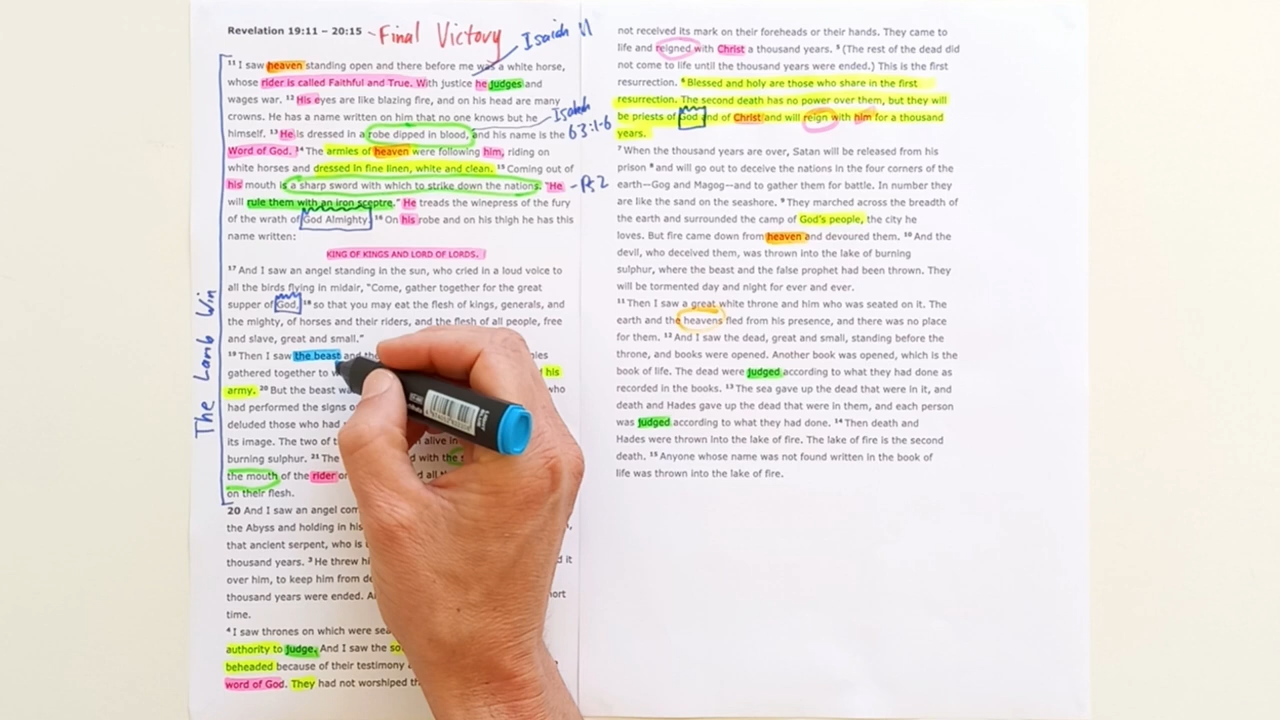 Revelation 19:11 – 20:15 ~ Final Victory
Isaiah 11
¹¹ I saw heaven standing open and there before me was a white horse,
whose rider is called Faithful and True. With justice he judges and
wages war. ¹² His eyes are like blazing fire, and on his head are many
crowns. He has a name written on him that no one knows but he
Isaiah
63:1-6
himself. ¹³ He is dressed in a robe dipped in blood, and his name is the
Word of God. ¹⁴ The armies of heaven were following him, riding on
white horses and dressed in fine linen, white and clean. ¹⁵ Coming out of
his mouth is a sharp sword with which to strike down the nations. "He
- Ps 2
will rule them with an iron sceptre." He treads the winepress of the fury
of the wrath of God Almighty. ¹⁶ On his robe and on his thigh he has this
name written:
KING OF KINGS AND LORD OF LORDS.
¹⁷ And I saw an angel standing in the sun, who cried in a loud voice to
all the birds flying in midair, "Come, gather together for the great
supper of God, ¹⁸ so that you may eat the flesh of kings, generals, and
the mighty, of horses and their riders, and the flesh of all people, free
and slave, great and small."
The Lamb Win
¹⁹ Then I saw the beast and
gathered together to his
army. ²⁰ But the beast who
had performed the signs
deluded those who had
its image. The two of alive in
burning sulphur. ²¹ The with the
the mouth of the rider
on their flesh.
20 And I saw an angel
the Abyss and holding in his
that ancient serpent, who is
thousand years. ³ He threw it
over him, to keep him from
thousand years were ended.
time.
⁴ I saw thrones on which were
authority to judge. And I saw the
beheaded because of their testimony
word of God. They had not worshiped
not received its mark on their foreheads or their hands. They came to
life and reigned with Christ a thousand years. ⁵ (The rest of the dead did
not come to life until the thousand years were ended.) This is the first
resurrection. ⁶ Blessed and holy are those who share in the first
resurrection. The second death has no power over them, but they will
be priests of God and of Christ and will reign with him for a thousand
years.
⁷ When the thousand years are over, Satan will be released from his
prison ⁸ and will go out to deceive the nations in the four corners of the
earth—Gog and Magog—and to gather them for battle. In number they
are like the sand on the seashore. ⁹ They marched across the breadth of
the earth and surrounded the camp of God's people, the city he
loves. But fire came down from heaven and devoured them. ¹⁰ And the
devil, who deceived them, was thrown into the lake of burning
sulphur, where the beast and the false prophet had been thrown. They
will be tormented day and night for ever and ever.
¹¹ Then I saw a great white throne and him who was seated on it. The
earth and the heavens fled from his presence, and there was no place
for them. ¹² And I saw the dead, great and small, standing before the
throne, and books were opened. Another book was opened, which is the
book of life. The dead were judged according to what they had done as
recorded in the books. ¹³ The sea gave up the dead that were in it, and
death and Hades gave up the dead that were in them, and each person
was judged according to what they had done. ¹⁴ Then death and
Hades were thrown into the lake of fire. The lake of fire is the second
death. ¹⁵ Anyone whose name was not found written in the book of
life was thrown into the lake of fire.